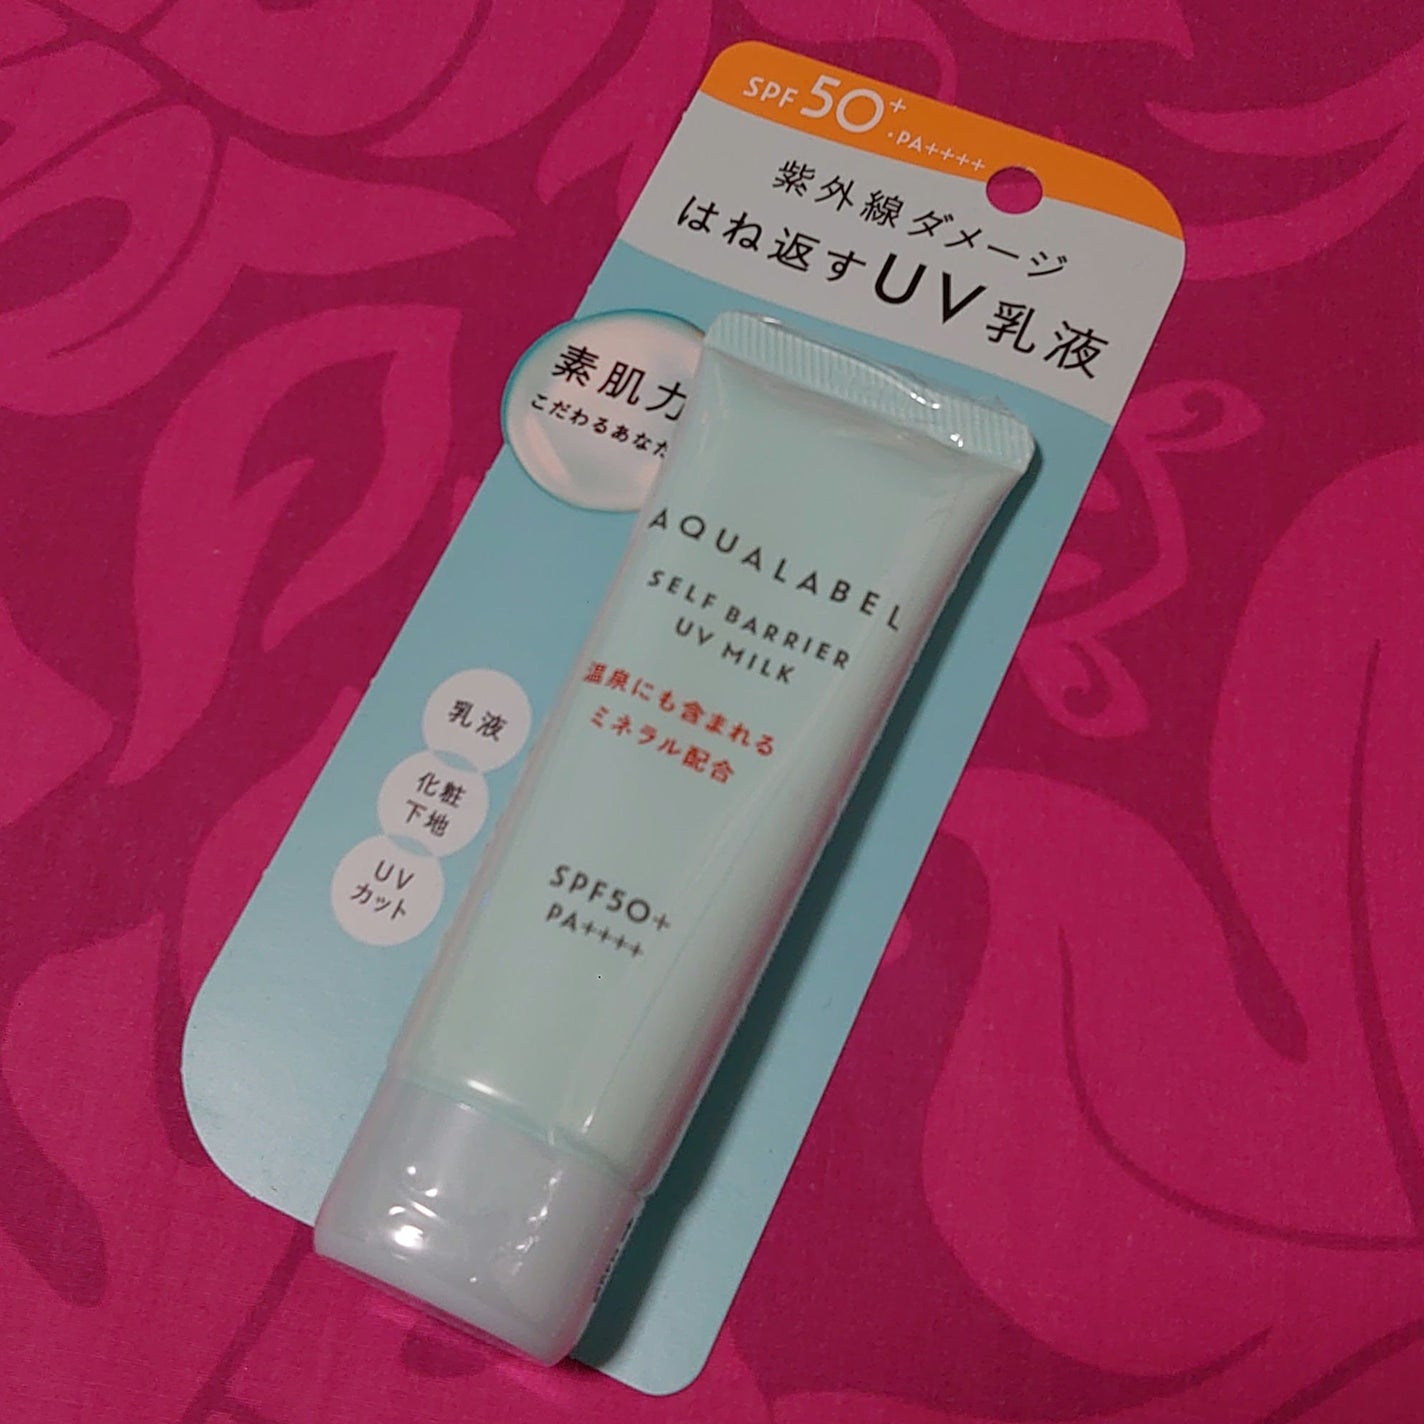 SPF 50+
・PA++++
紫外線ダメージ
はね返すUV乳液
素肌力
こだわるあなた
AQUALABEL
SELF BARRIER
UV MILK
温泉にも含まれる
ミネラル配合
乳液
化粧
下地
UV
カット
SPF50+
PA++++